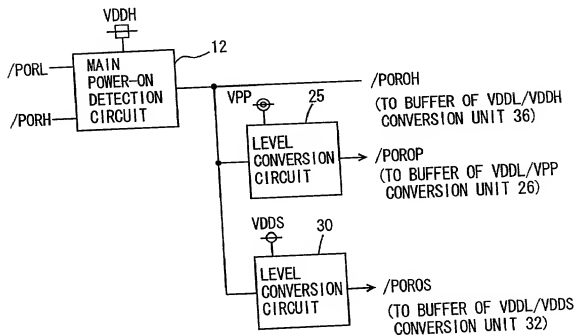 VDDH
12
/PORL
MAIN
POWER-ON
DETECTION
CIRCUIT
/PORH
/POROH
(TO BUFFER OF VDDL/VDDH
CONVERSION UNIT 36)
VPP
25
LEVEL
CONVERSION
CIRCUIT
/POROP
(TO BUFFER OF VDDL/VPP
CONVERSION UNIT 26)
VDDS
30
LEVEL
CONVERSION
CIRCUIT
/POROS
(TO BUFFER OF VDDL/VDDS
CONVERSION UNIT 32)